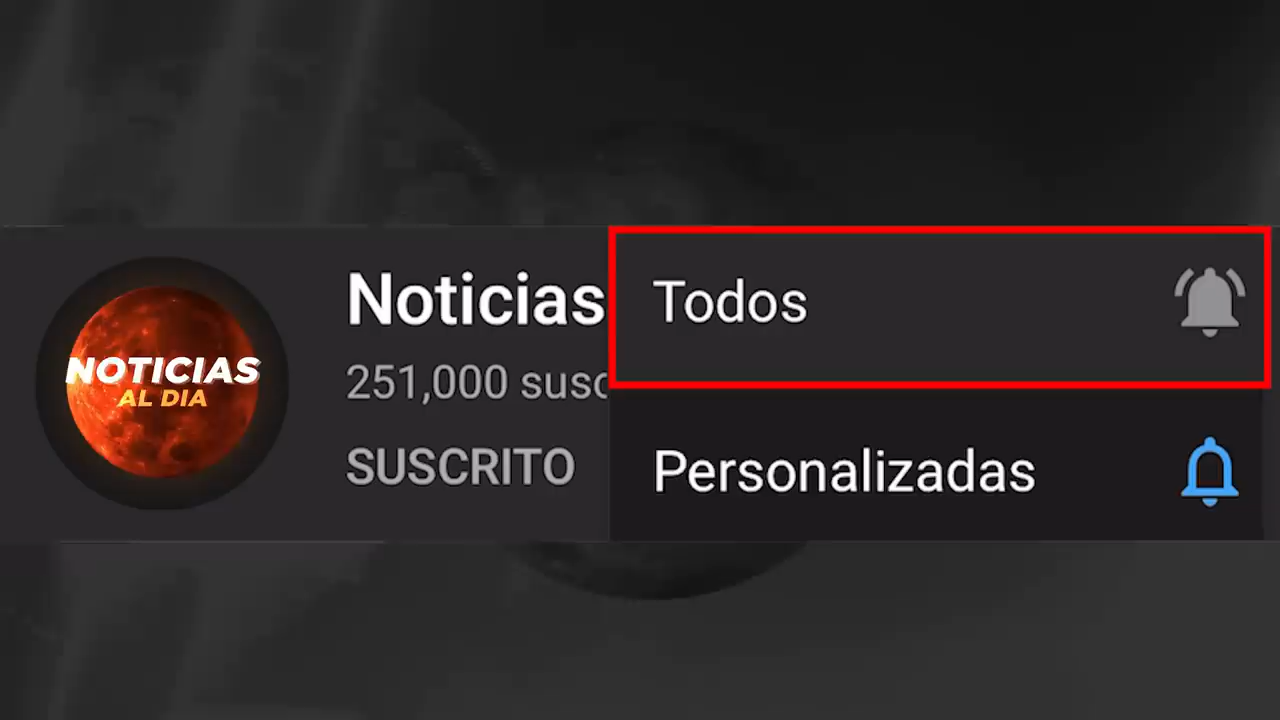 NOTICIAS
AL DIA
Noticias
251,000 susc
SUSCRITO
Todos
Personalizadas